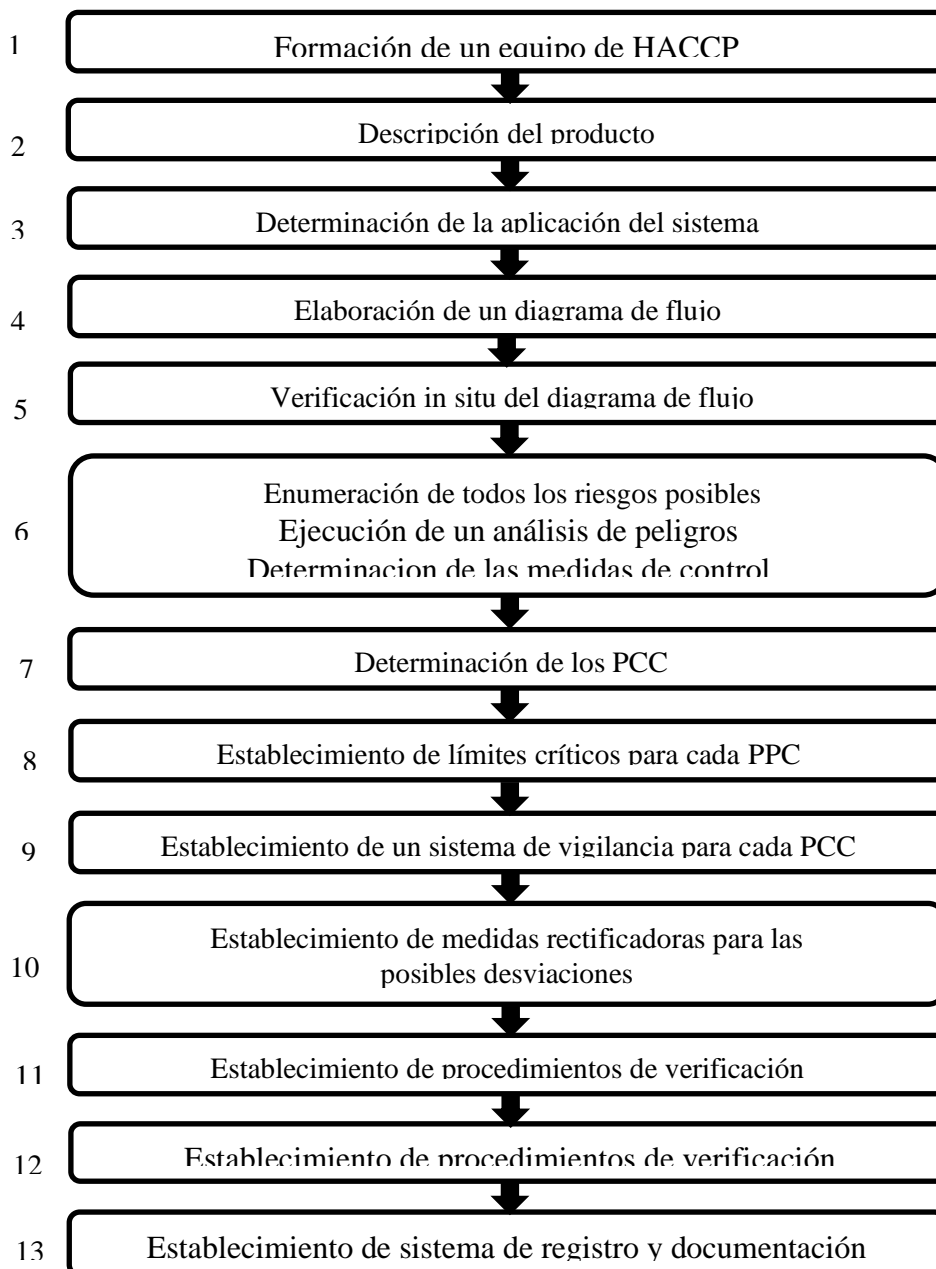 1 Formación de un equipo de HACCP
2 Descripción del producto
3 Determinación de la aplicación del sistema
4 Elaboración de un diagrama de flujo
5 Verificación in situ del diagrama de flujo
Enumeración de todos los riesgos posibles
6 Ejecución de un análisis de peligros
Determinacion de las medidas de control
7 Determinación de los PCC
8 Establecimiento de límites críticos para cada PPC
9 Establecimiento de un sistema de vigilancia para cada PCC
Establecimiento de medidas rectificadoras para las
10 posibles desviaciones
11 Establecimiento de procedimientos de verificación
12 Establecimiento de procedimientos de verificación
13 Establecimiento de sistema de registro y documentación